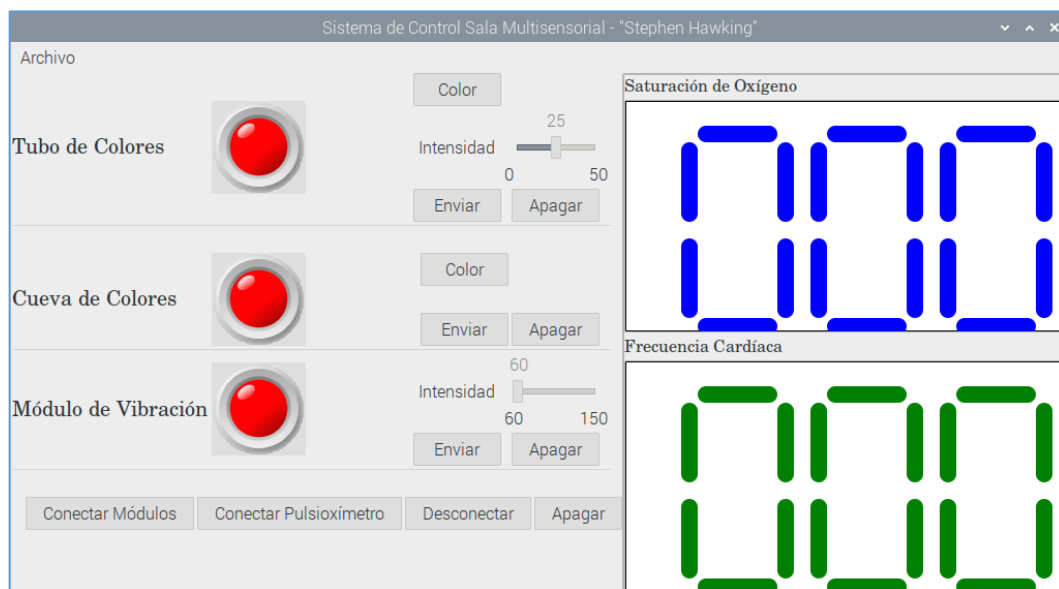 Sistema de Control Sala Multisensorial - "Stephen Hawking"
Archivo
Tubo de Colores
Color
25
Intensidad
0 50
Enviar Apagar
Cueva de Colores
Color
Enviar Apagar
Módulo de Vibración
60
Intensidad
60 150
Enviar Apagar
Conectar Módulos Conectar Pulsioxímetro Desconectar Apagar
Saturación de Oxígeno
000
Frecuencia Cardíaca
000